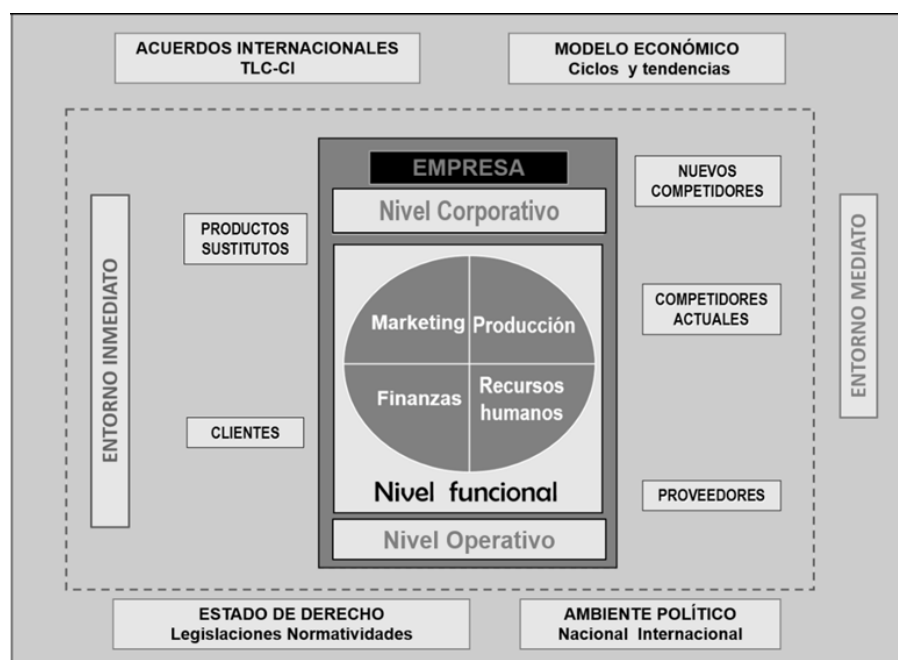 ACUERDOS INTERNACIONALES
TLC-CI
MODELO ECONÓMICO
Ciclos y tendencias
EMPRESA
Nivel Corporativo
NUEVOS
COMPETIDORES
PRODUCTOS
SUSTITUTOS
ENTORNO INMEDIATO
ENTORNO MEDIATO
Marketing
Producción
COMPETIDORES
ACTUALES
Finanzas
Recursos
humanos
CLIENTES
Nivel funcional
PROVEEDORES
Nivel Operativo
ESTADO DE DERECHO
Legislaciones Normatividades
AMBIENTE POLÍTICO
Nacional Internacional